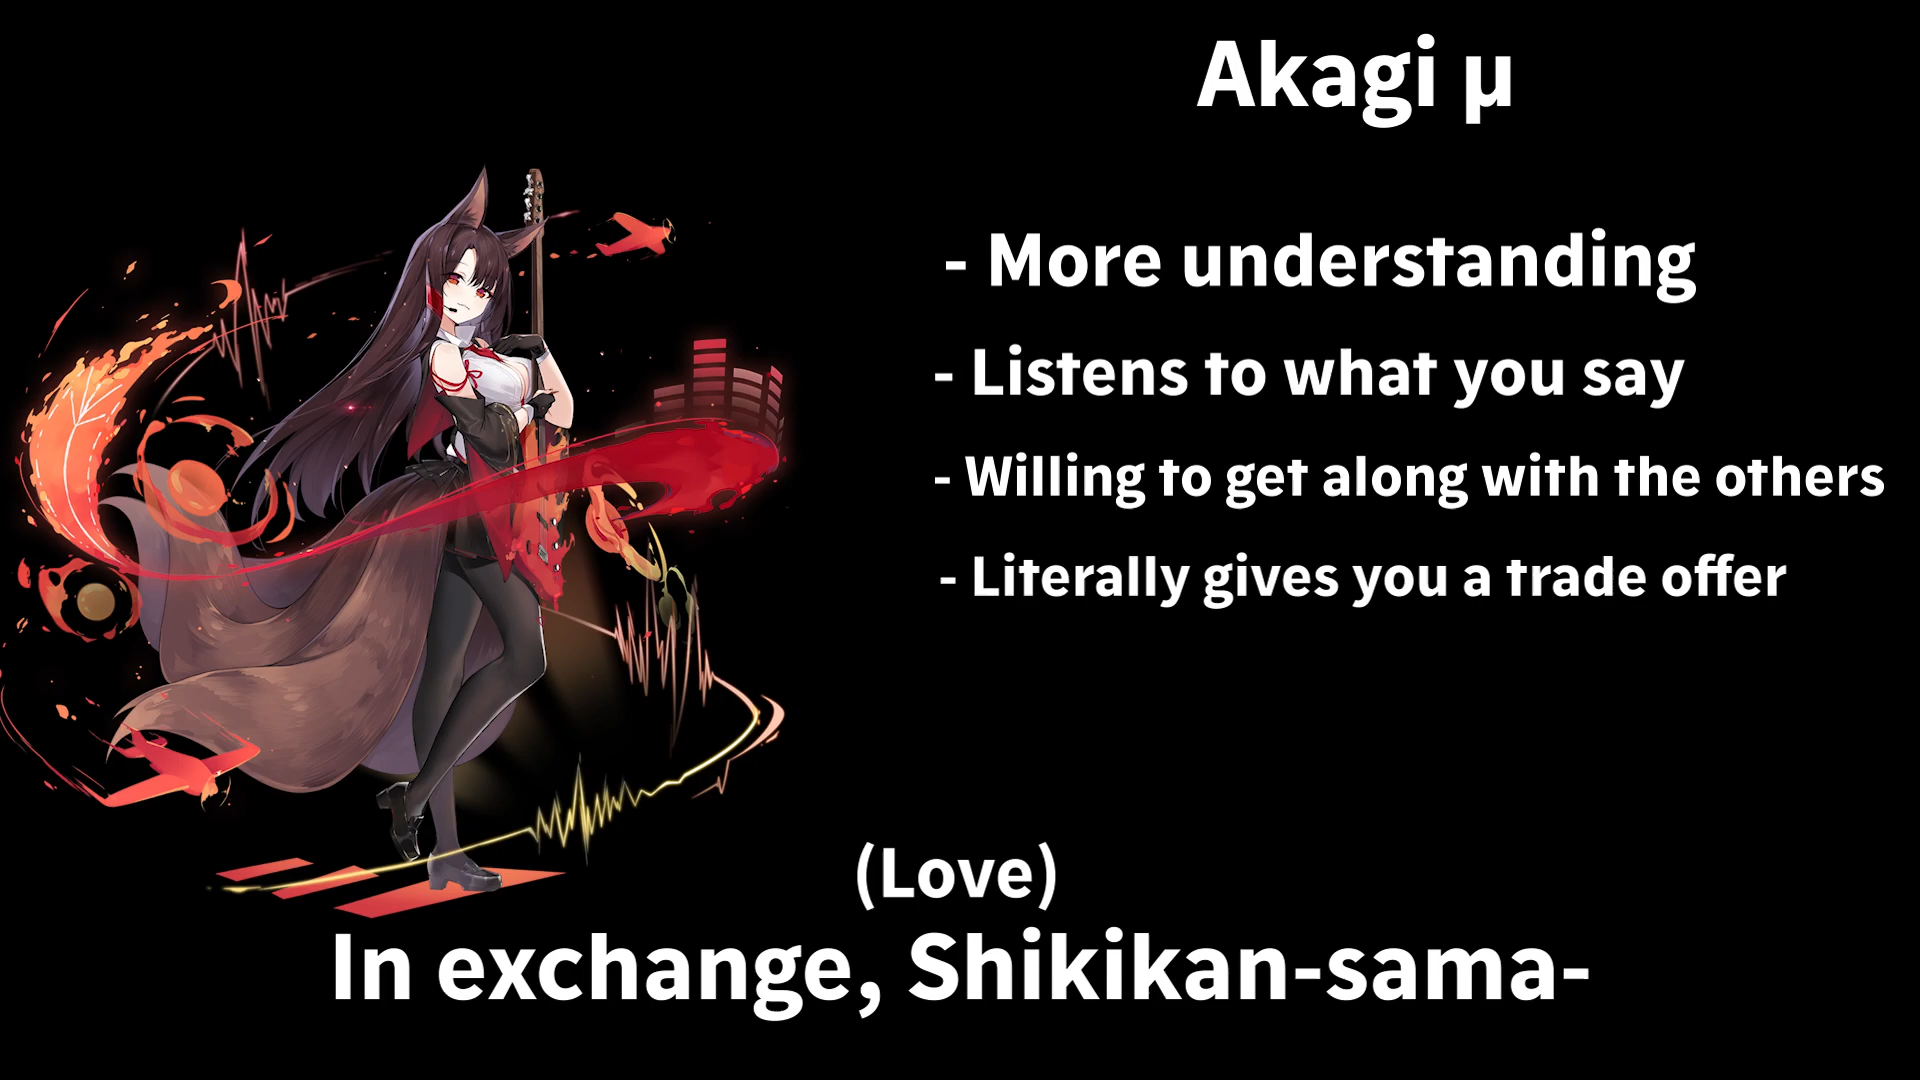 Akagi μ
- More understanding
- Listens to what you say
- Willing to get along with the others
- Literally gives you a trade offer
(Love)
In exchange, Shikikan-sama-